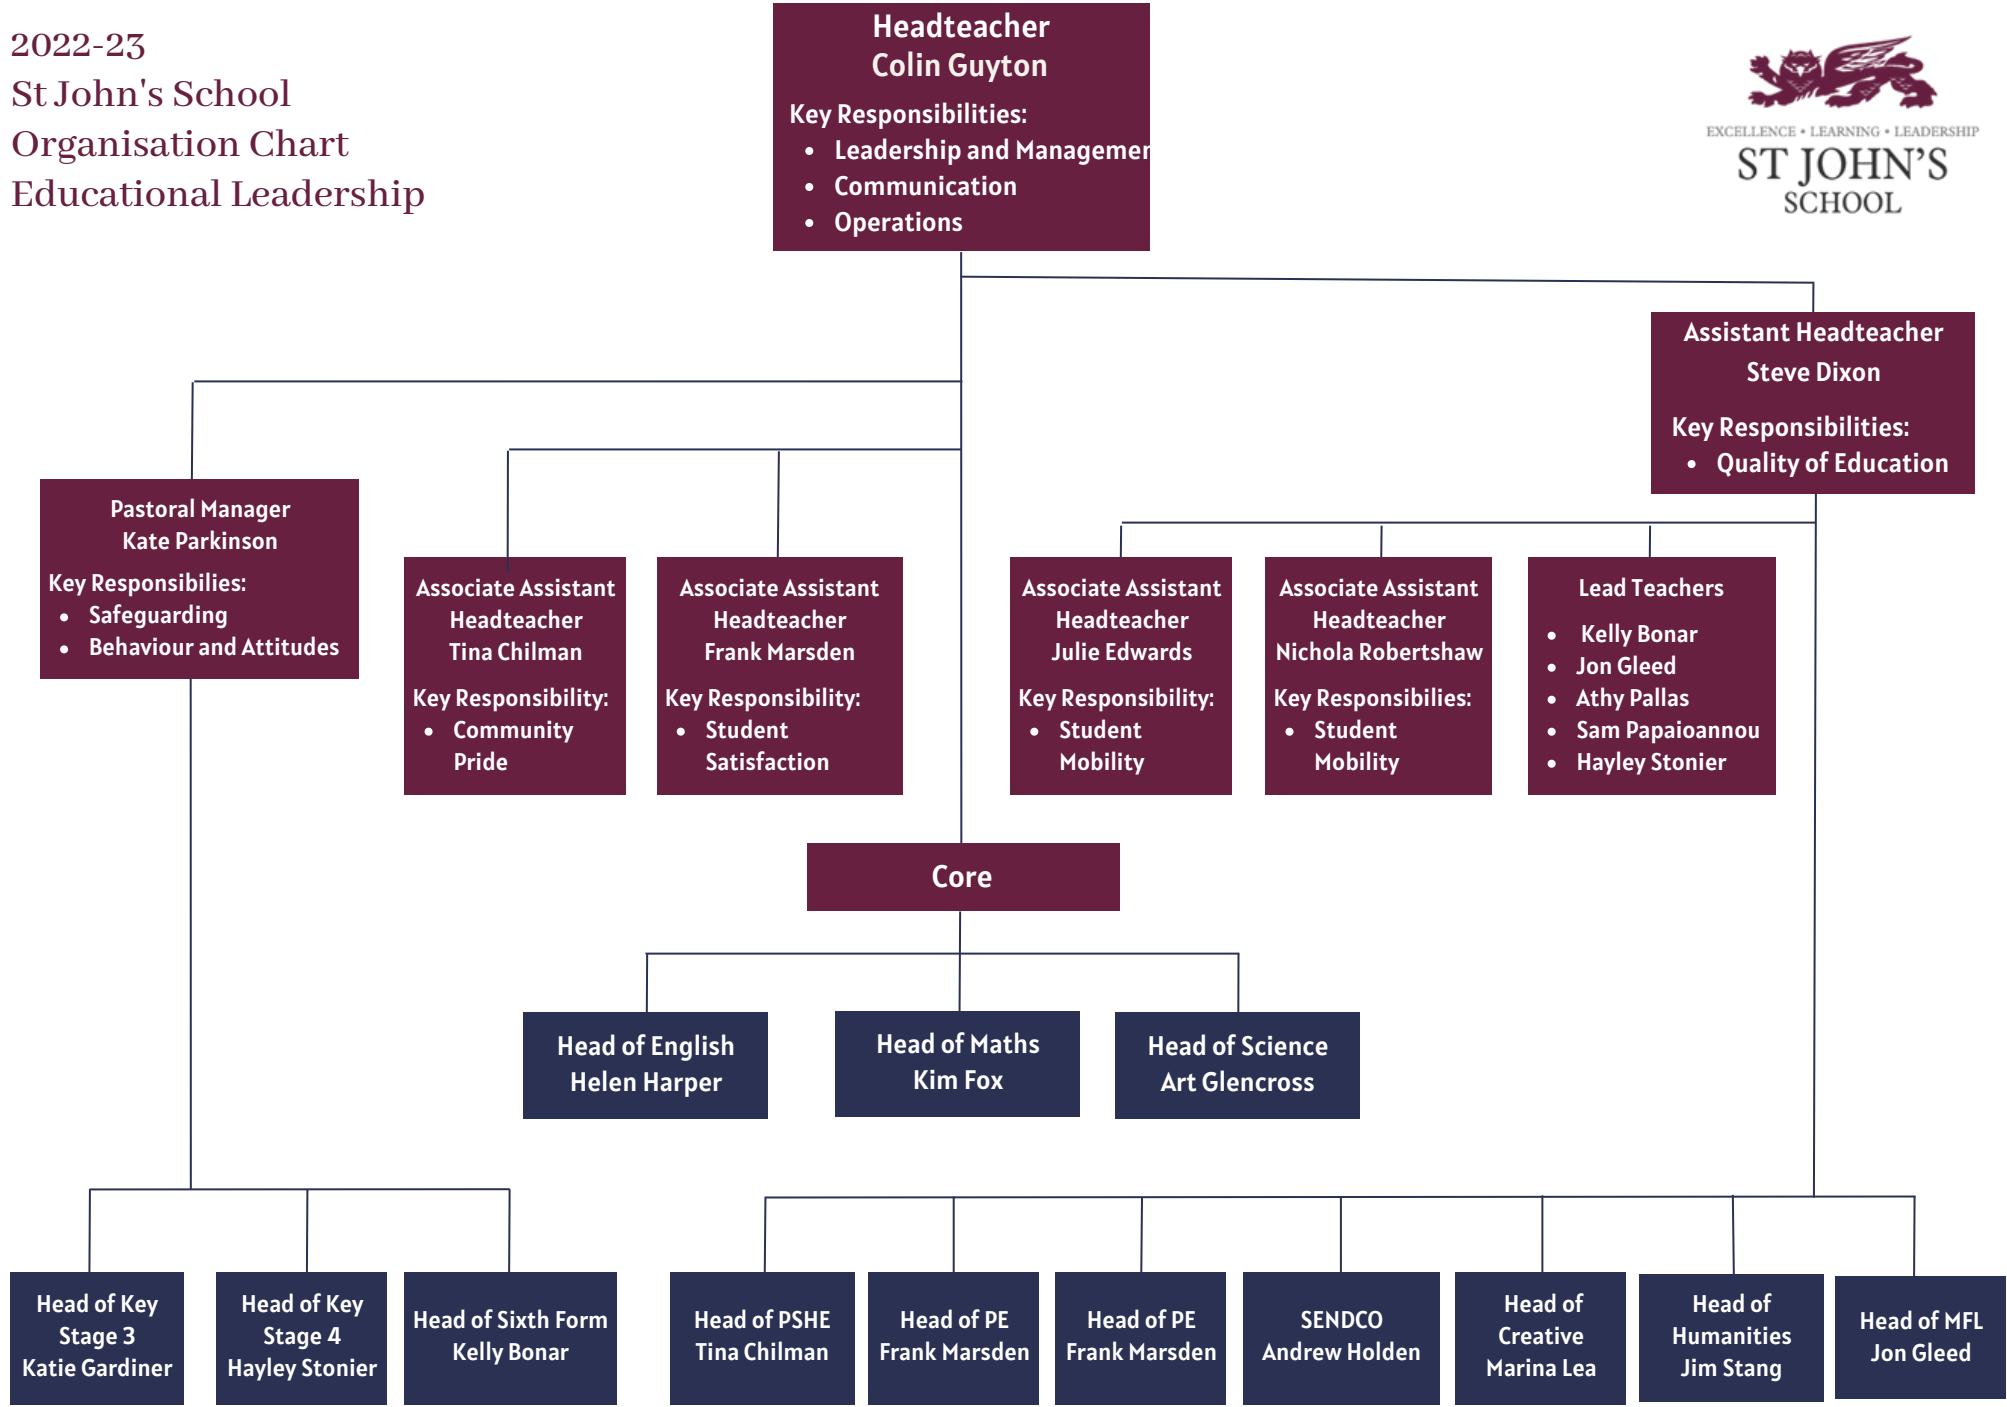 2022-23
St John's School
Organisation Chart
Educational Leadership
Headteacher
Colin Guyton
Key Responsibilities:
• Leadership and Managemen
• Communication
• Operations
EXCELLENCE • LEARNING • LEADERSHIP
ST JOHN'S
SCHOOL
Assistant Headteacher
Steve Dixon
Key Responsibilities:
• Quality of Education
Pastoral Manager
Kate Parkinson
Key Responsibilies:
• Safeguarding
• Behaviour and Attitudes
Associate Assistant
Headteacher
Tina Chilman
Key Responsibility:
• Community
Pride
Associate Assistant
Headteacher
Frank Marsden
Key Responsibility:
• Student
Satisfaction
Associate Assistant
Headteacher
Julie Edwards
Key Responsibility:
• Student
Mobility
Associate Assistant
Headteacher
Nichola Robertshaw
Key Responsibilies:
• Student
Mobility
Lead Teachers
• Kelly Bonar
• Jon Gleed
• Athy Pallas
• Sam Papaioannou
• Hayley Stonier
Core
Head of English
Helen Harper
Head of Maths
Kim Fox
Head of Science
Art Glencross
Head of Key
Stage 3
Katie Gardiner
Head of Key
Stage 4
Hayley Stonier
Head of Sixth Form
Kelly Bonar
Head of PSHE
Tina Chilman
Head of PE
Frank Marsden
Head of PE
Frank Marsden
SENDCO
Andrew Holden
Head of
Creative
Marina Lea
Head of
Humanities
Jim Stang
Head of MFL
Jon Gleed